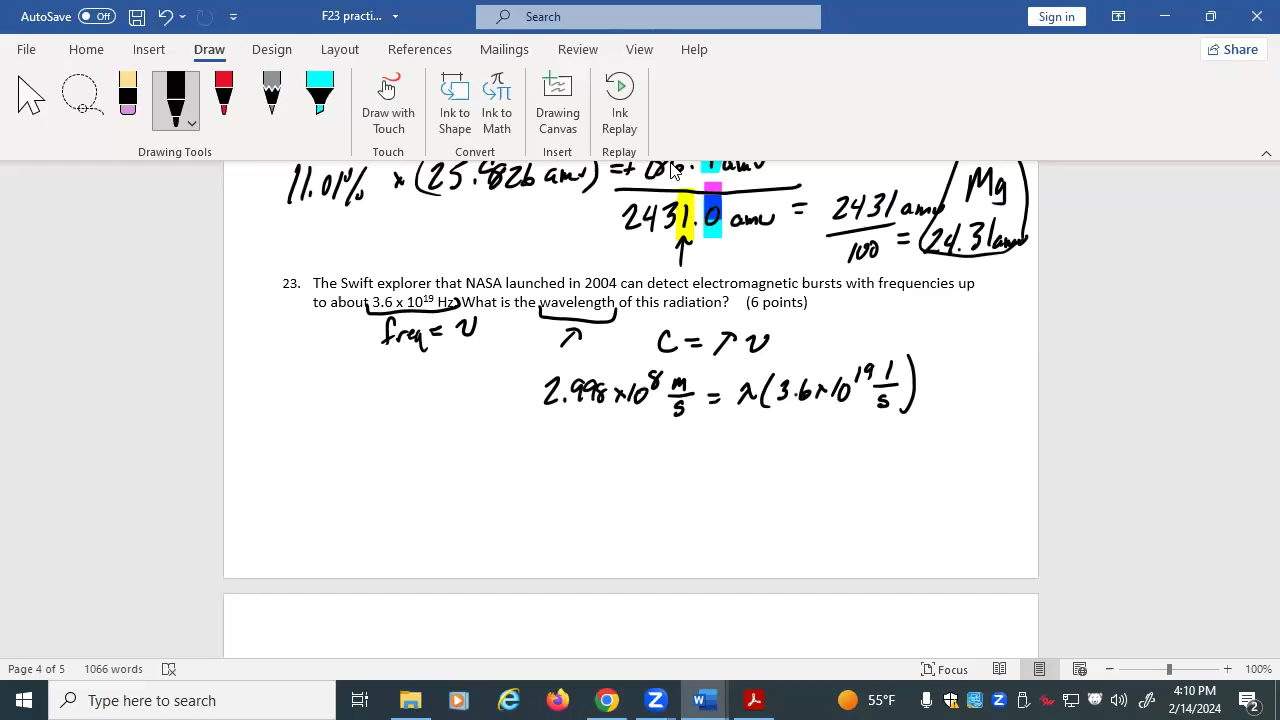 AutoSave Off F23 practi... Search Sign in
File Home Insert Draw Design Layout References Mailings Review View Help Share
Draw with Touch Ink to Shape Ink to Math Drawing Canvas Ink Replay
Drawing Tools Touch Convert Insert Replay
11.01% × (25.9826 amu) = + amu
2431.0 amu = 2431 amu / 100 = 24.31 amu
Mg
23. The Swift explorer that NASA launched in 2004 can detect electromagnetic bursts with frequencies up
to about 3.6 x 10¹⁹ Hz. What is the wavelength of this radiation? (6 points)
freq = ν λ C = λ ν
2.998 × 10⁸ m/s = λ (3.6 × 10¹⁹ 1/s)
Page 4 of 5 1066 words Focus 100%
Type here to search 55°F 4:10 PM
2/14/2024 2